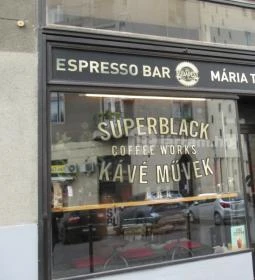 ESPRESSO BAR MÁRIA T
SUPERBLACK
COFFEE WORKS
KÁVÉ MŰVEK